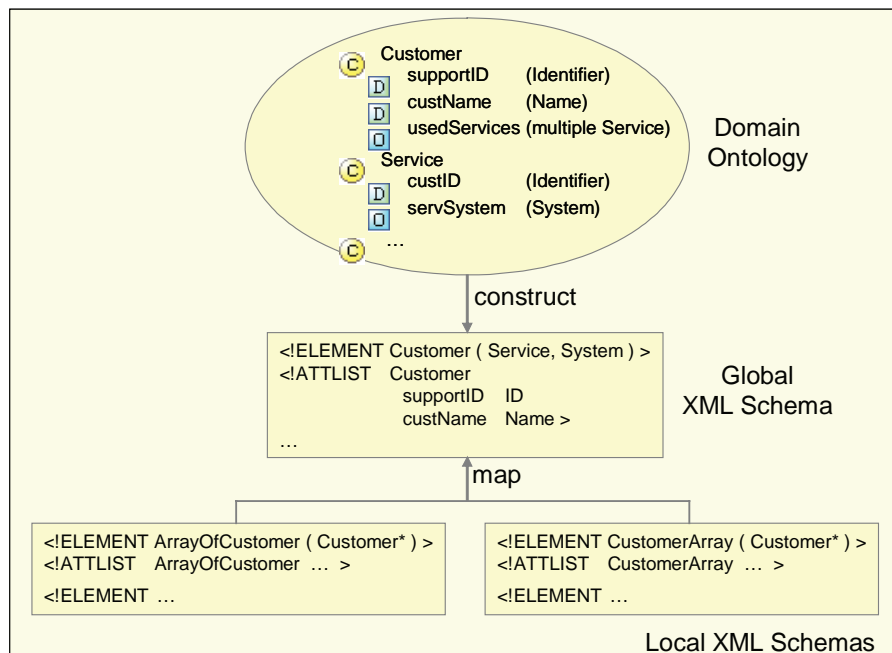 C Customer
D supportID (Identifier)
D custName (Name)
O usedServices (multiple Service)
C Service
D custID (Identifier)
O servSystem (System)
C …
Domain
Ontology
construct
<!ELEMENT Customer ( Service, System ) >
<!ATTLIST Customer
supportID ID
custName Name >
…
Global
XML Schema
map
<!ELEMENT ArrayOfCustomer ( Customer* ) >
<!ATTLIST ArrayOfCustomer … >
<!ELEMENT …
<!ELEMENT CustomerArray ( Customer* ) >
<!ATTLIST CustomerArray … >
<!ELEMENT …
Local XML Schemas